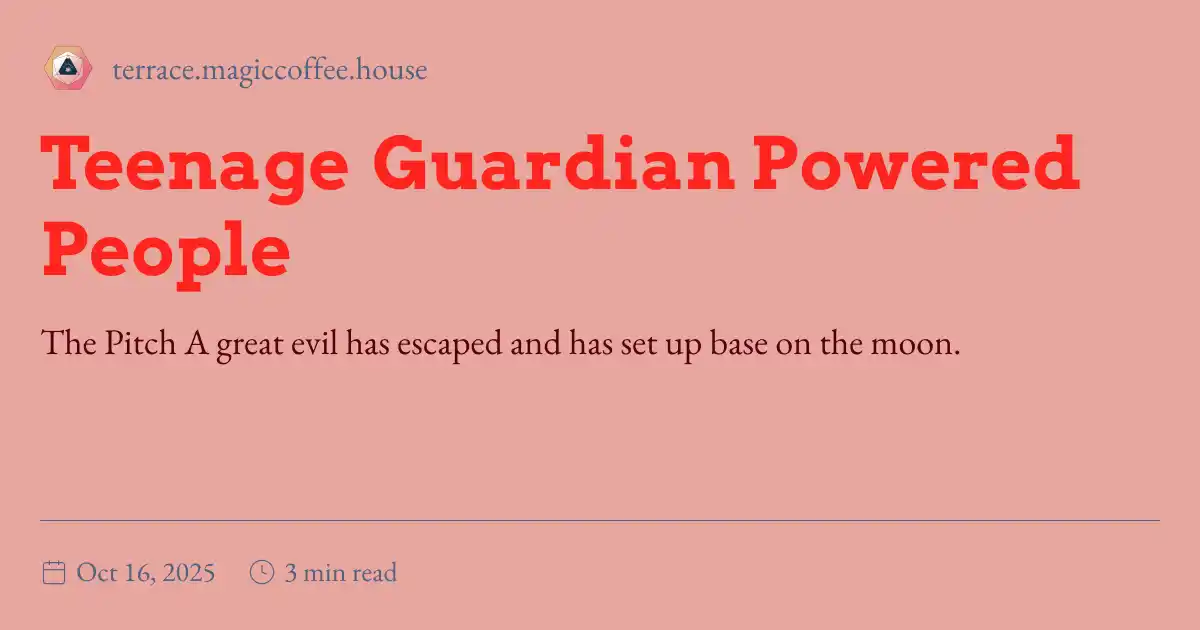 terrace.magiccoffee.house
Teenage Guardian Powered
People
The Pitch A great evil has escaped and has set up base on the moon.
Oct 16, 2025 3 min read